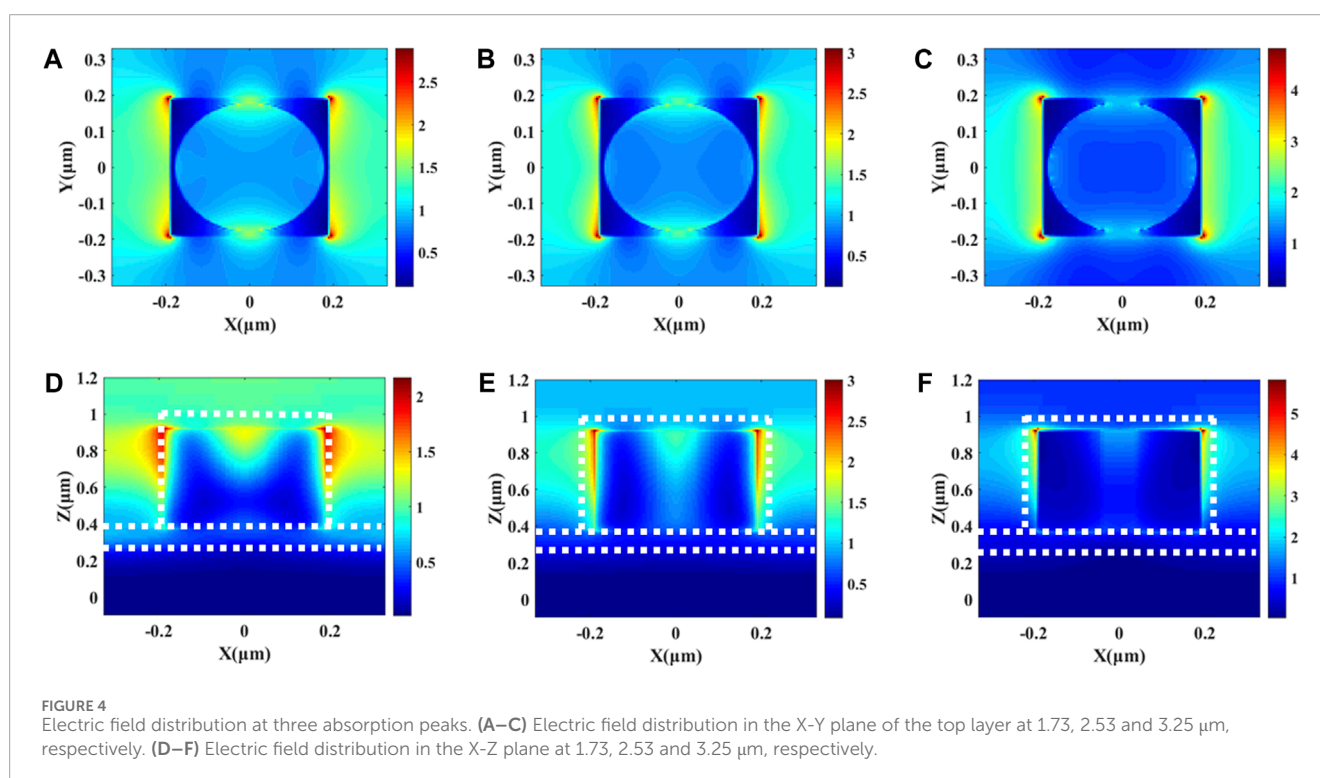 A
0.3
0.2
0.1
0
-0.1
-0.2
-0.3
Y(µm)
-0.2 0 0.2
X(µm)
2.5
2
1.5
1
0.5
B
0.3
0.2
0.1
0
-0.1
-0.2
-0.3
Y(µm)
-0.2 0 0.2
X(µm)
3
2.5
2
1.5
1
0.5
C
0.3
0.2
0.1
0
-0.1
-0.2
-0.3
Y(µm)
-0.2 0 0.2
X(µm)
4
3
2
1
D
1.2
1
0.8
0.6
0.4
0.2
0
Z(µm)
-0.2 0 0.2
X(µm)
2
1.5
1
0.5
E
1.2
1
0.8
0.6
0.4
0.2
0
Z(µm)
-0.2 0 0.2
X(µm)
3
2.5
2
1.5
1
0.5
F
1.2
1
0.8
0.6
0.4
0.2
0
Z(µm)
-0.2 0 0.2
X(µm)
5
4
3
2
1
FIGURE 4
Electric field distribution at three absorption peaks. (A–C) Electric field distribution in the X-Y plane of the top layer at 1.73, 2.53 and 3.25 µm,
respectively. (D–F) Electric field distribution in the X-Z plane at 1.73, 2.53 and 3.25 µm, respectively.